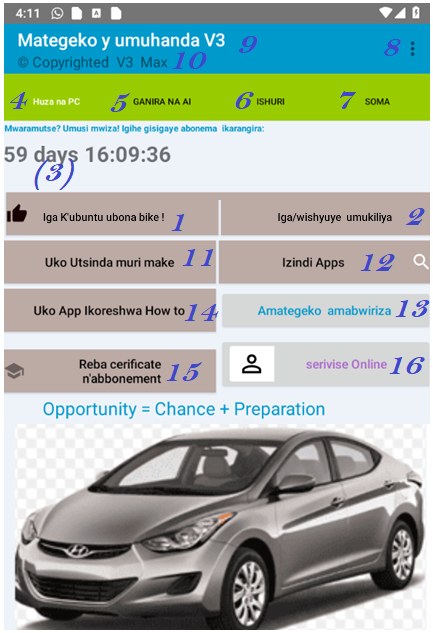 4:11
Mategeko y umuhanda V3 9
© Copyrighted V3 Max 10 8
4 Huza na PC 5 GANIRA NA AI 6 ISHURI 7 SOMA
Mwaramutse? Umusi mwiza! Igihe gisigaye abonema ikarangira:
59 days 16:09:36
(3)
Iga K'ubuntu ubona bike ! 1 Iga/wishyuye umukiliya 2
Uko Utsinda muri make 11 Izindi Apps 12
Uko App Ikoreshwa How to 14 Amategeko amabwiriza 13
Reba cerificate
n'abbonement 15 serivise Online 16
Opportunity = Chance + Preparation